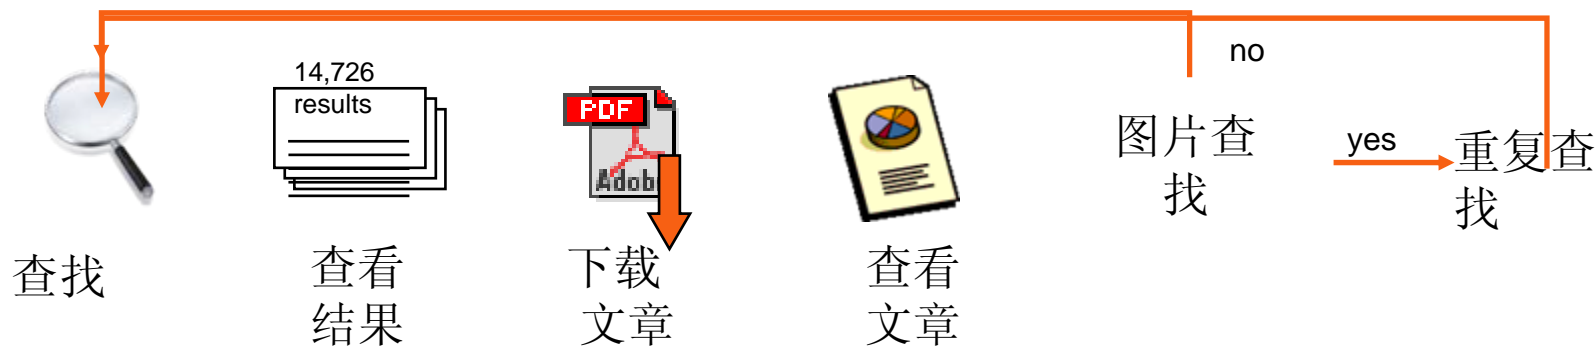 no
14,726
results
PDF
Adobe
图片查
找
yes
重复查
找
查找
查看
结果
下载
文章
查看
文章